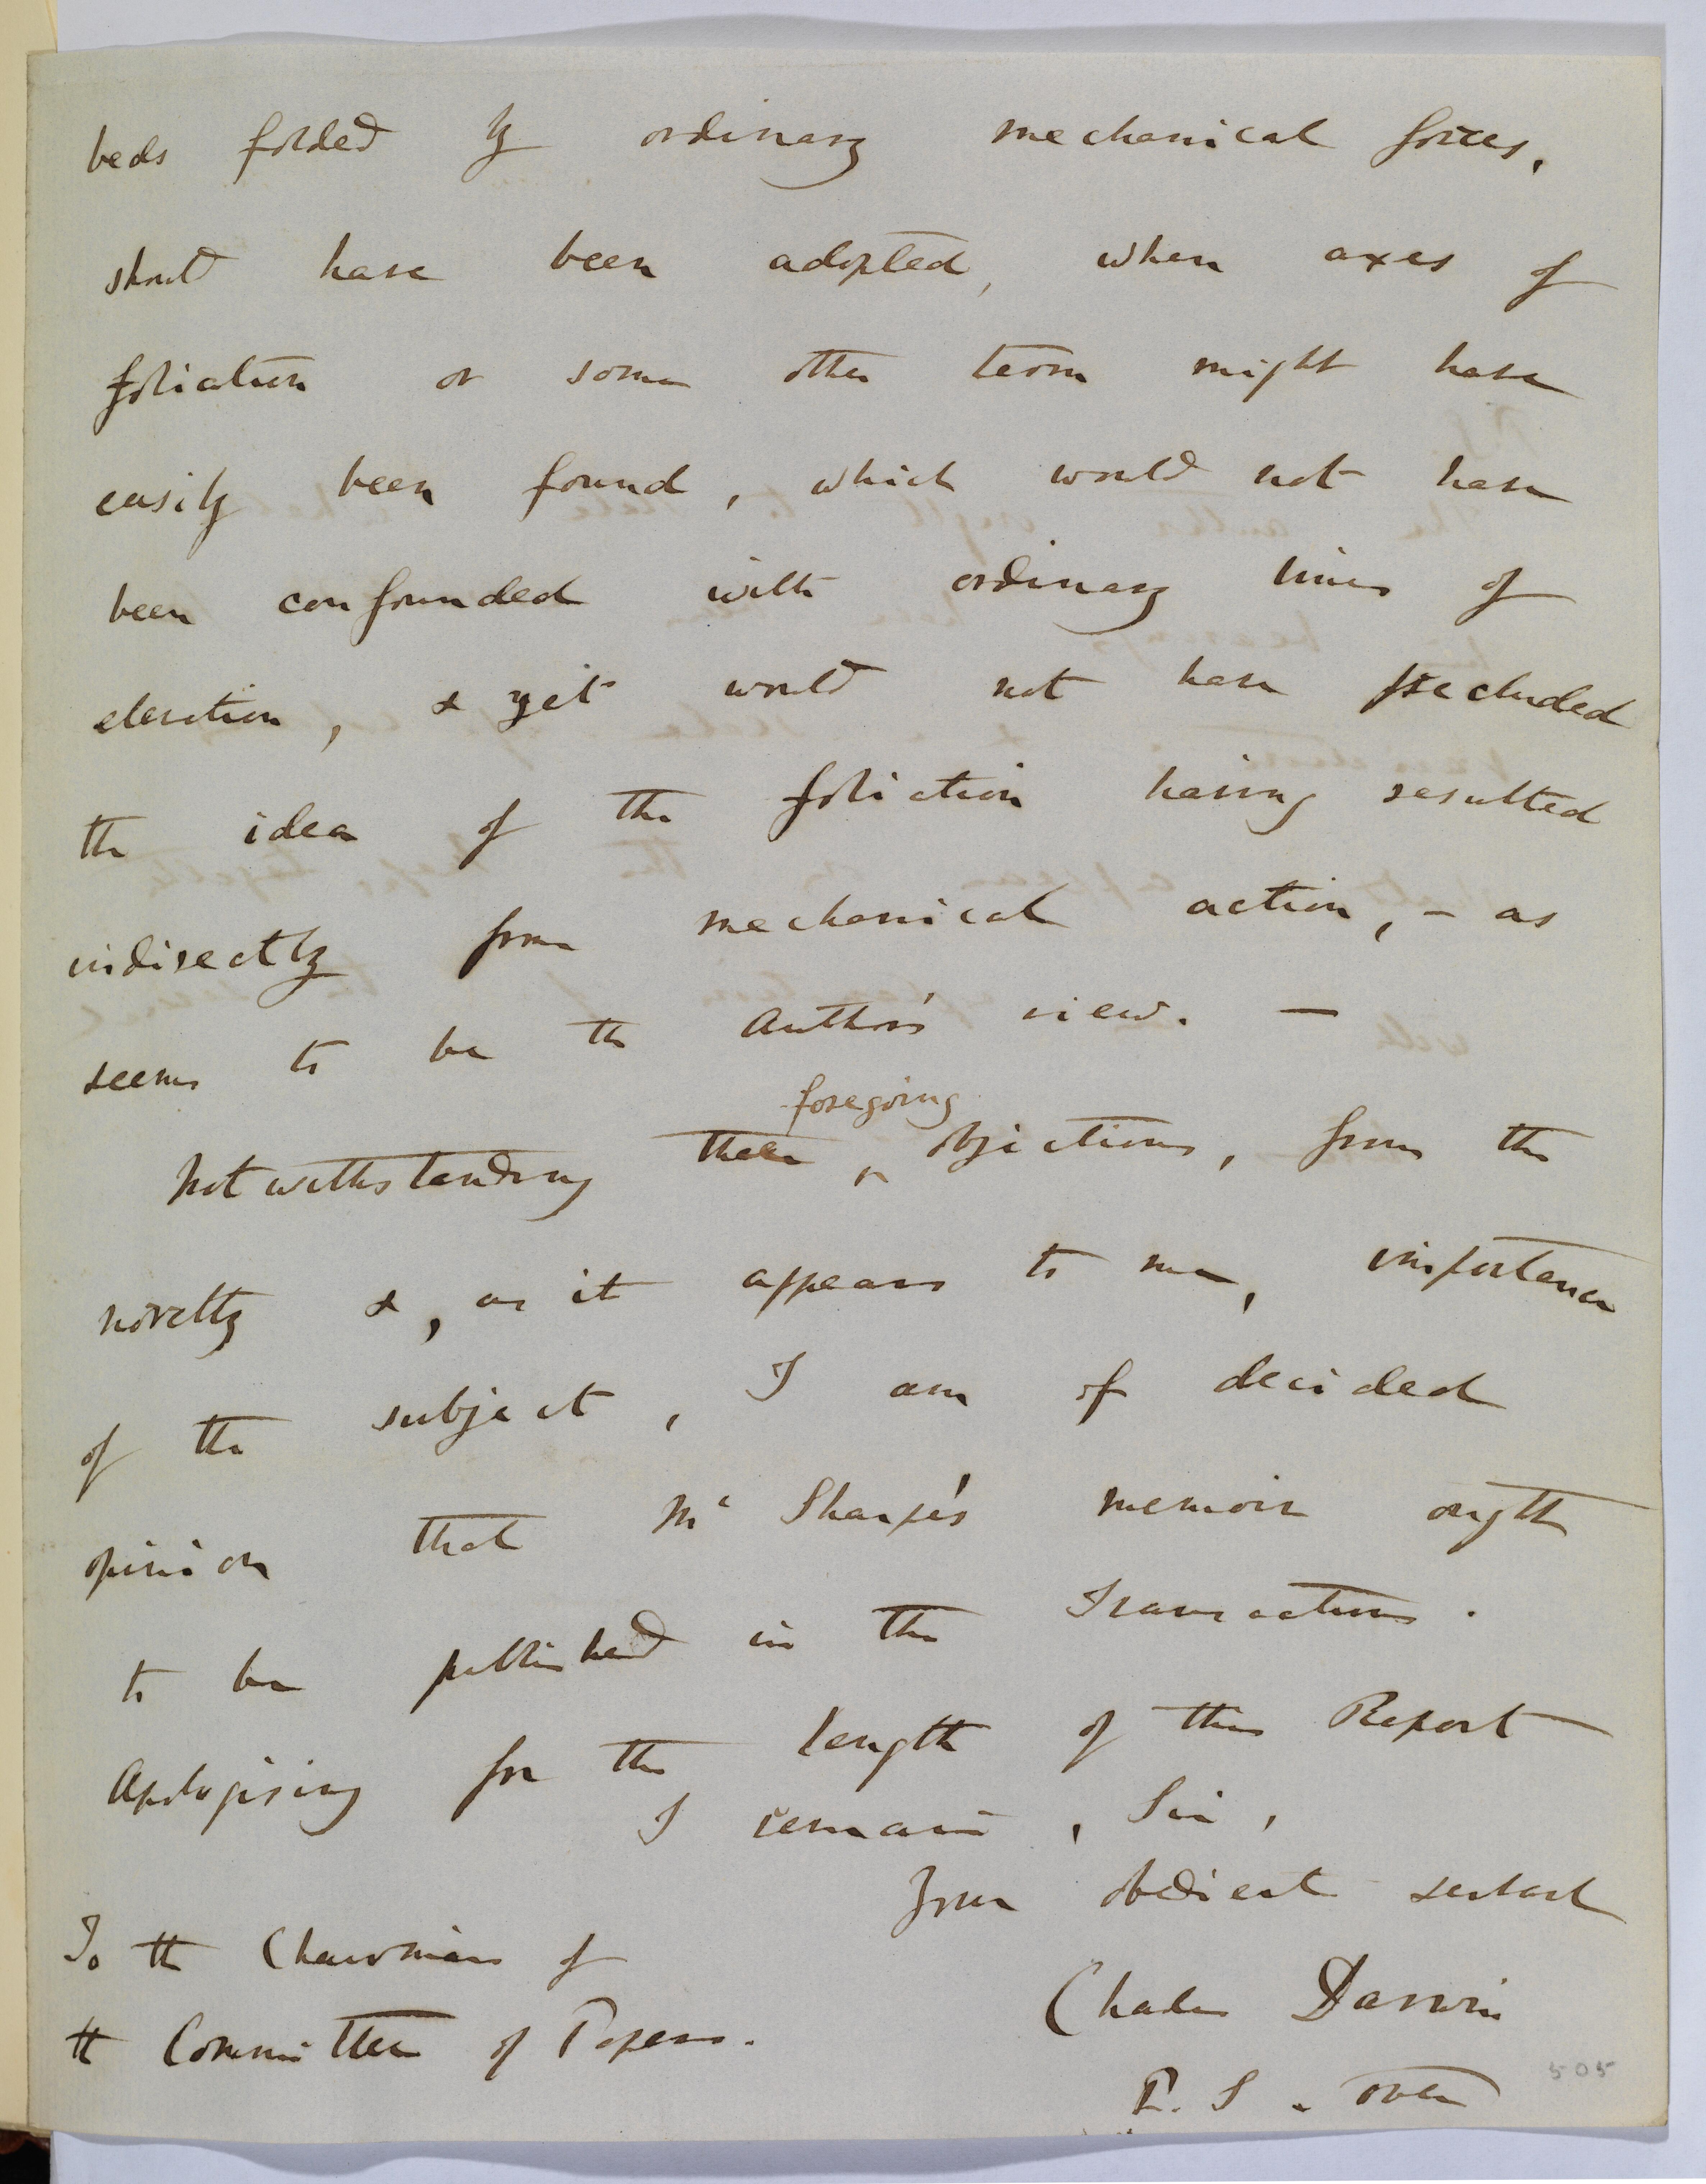 beds folded by ordinary mechanical forces,
should have been adopted, when axes of
foliation or some other term might have
easily been found, which would not have
been confounded with ordinary lines of
elevation, & yet would not have precluded
the idea of the foliation having resulted
indirectly from mechanical action, – as
seems to be the Author's view. —
foregoing
Notwithstanding these ^ objections, from the
novelty &, as it appears to me, importance
of the subject, I am of decided
opinion that Mr Sharpe's memoir ought
to be published in the Transactions.
Apologising for the length of this Report
I remain, Sir,
Your obedient servant
To the Chairman of
Charles Darwin
the Committee of Papers.
P.S. over
505